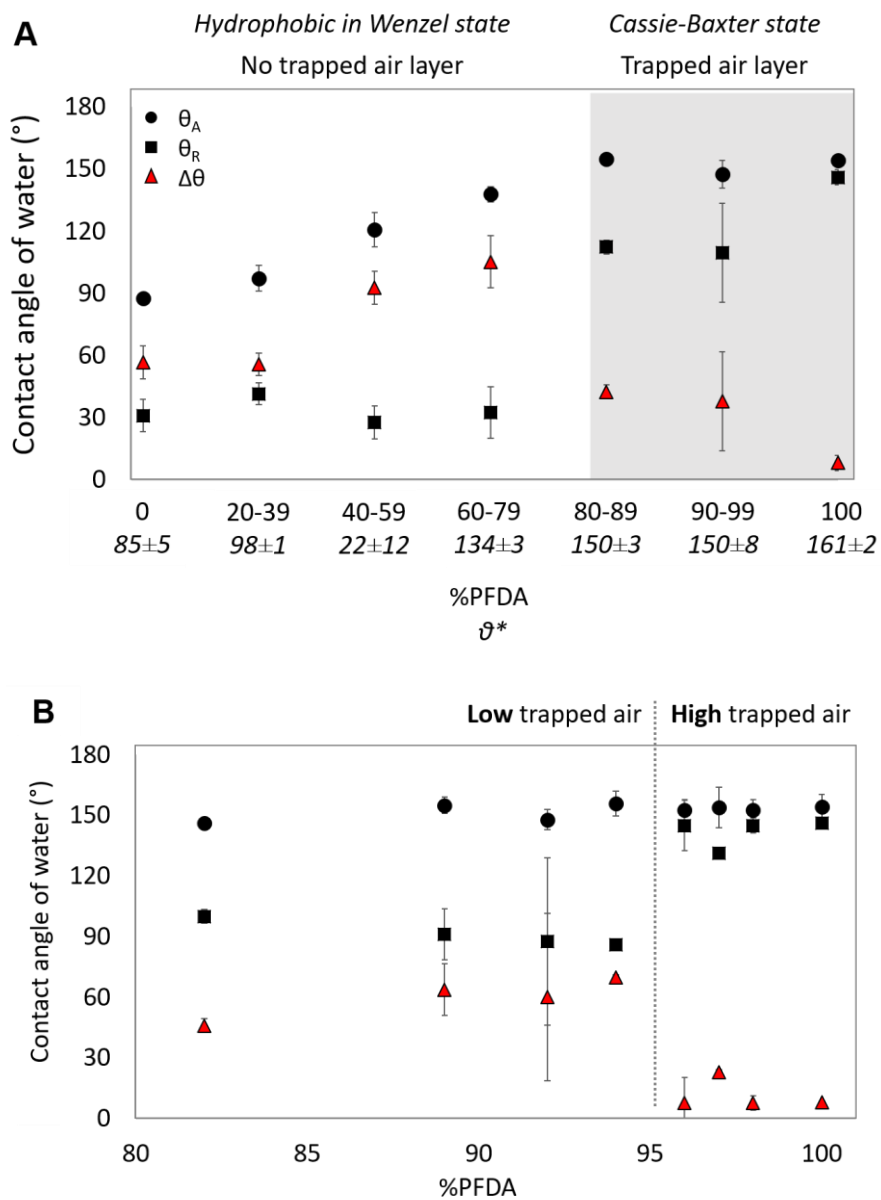 A
Hydrophobic in Wenzel state Cassie-Baxter state
No trapped air layer Trapped air layer
Contact angle of water (°)
180
150
120
90
60
30
0
θA
θR
Δθ
0 20-39 40-59 60-79 80-89 90-99 100
85±5 98±1 22±12 134±3 150±3 150±8 161±2
%PFDA
ϑ*
B
Low trapped air High trapped air
Contact angle of water (°)
180
150
120
90
60
30
0
80 85 90 95 100
%PFDA